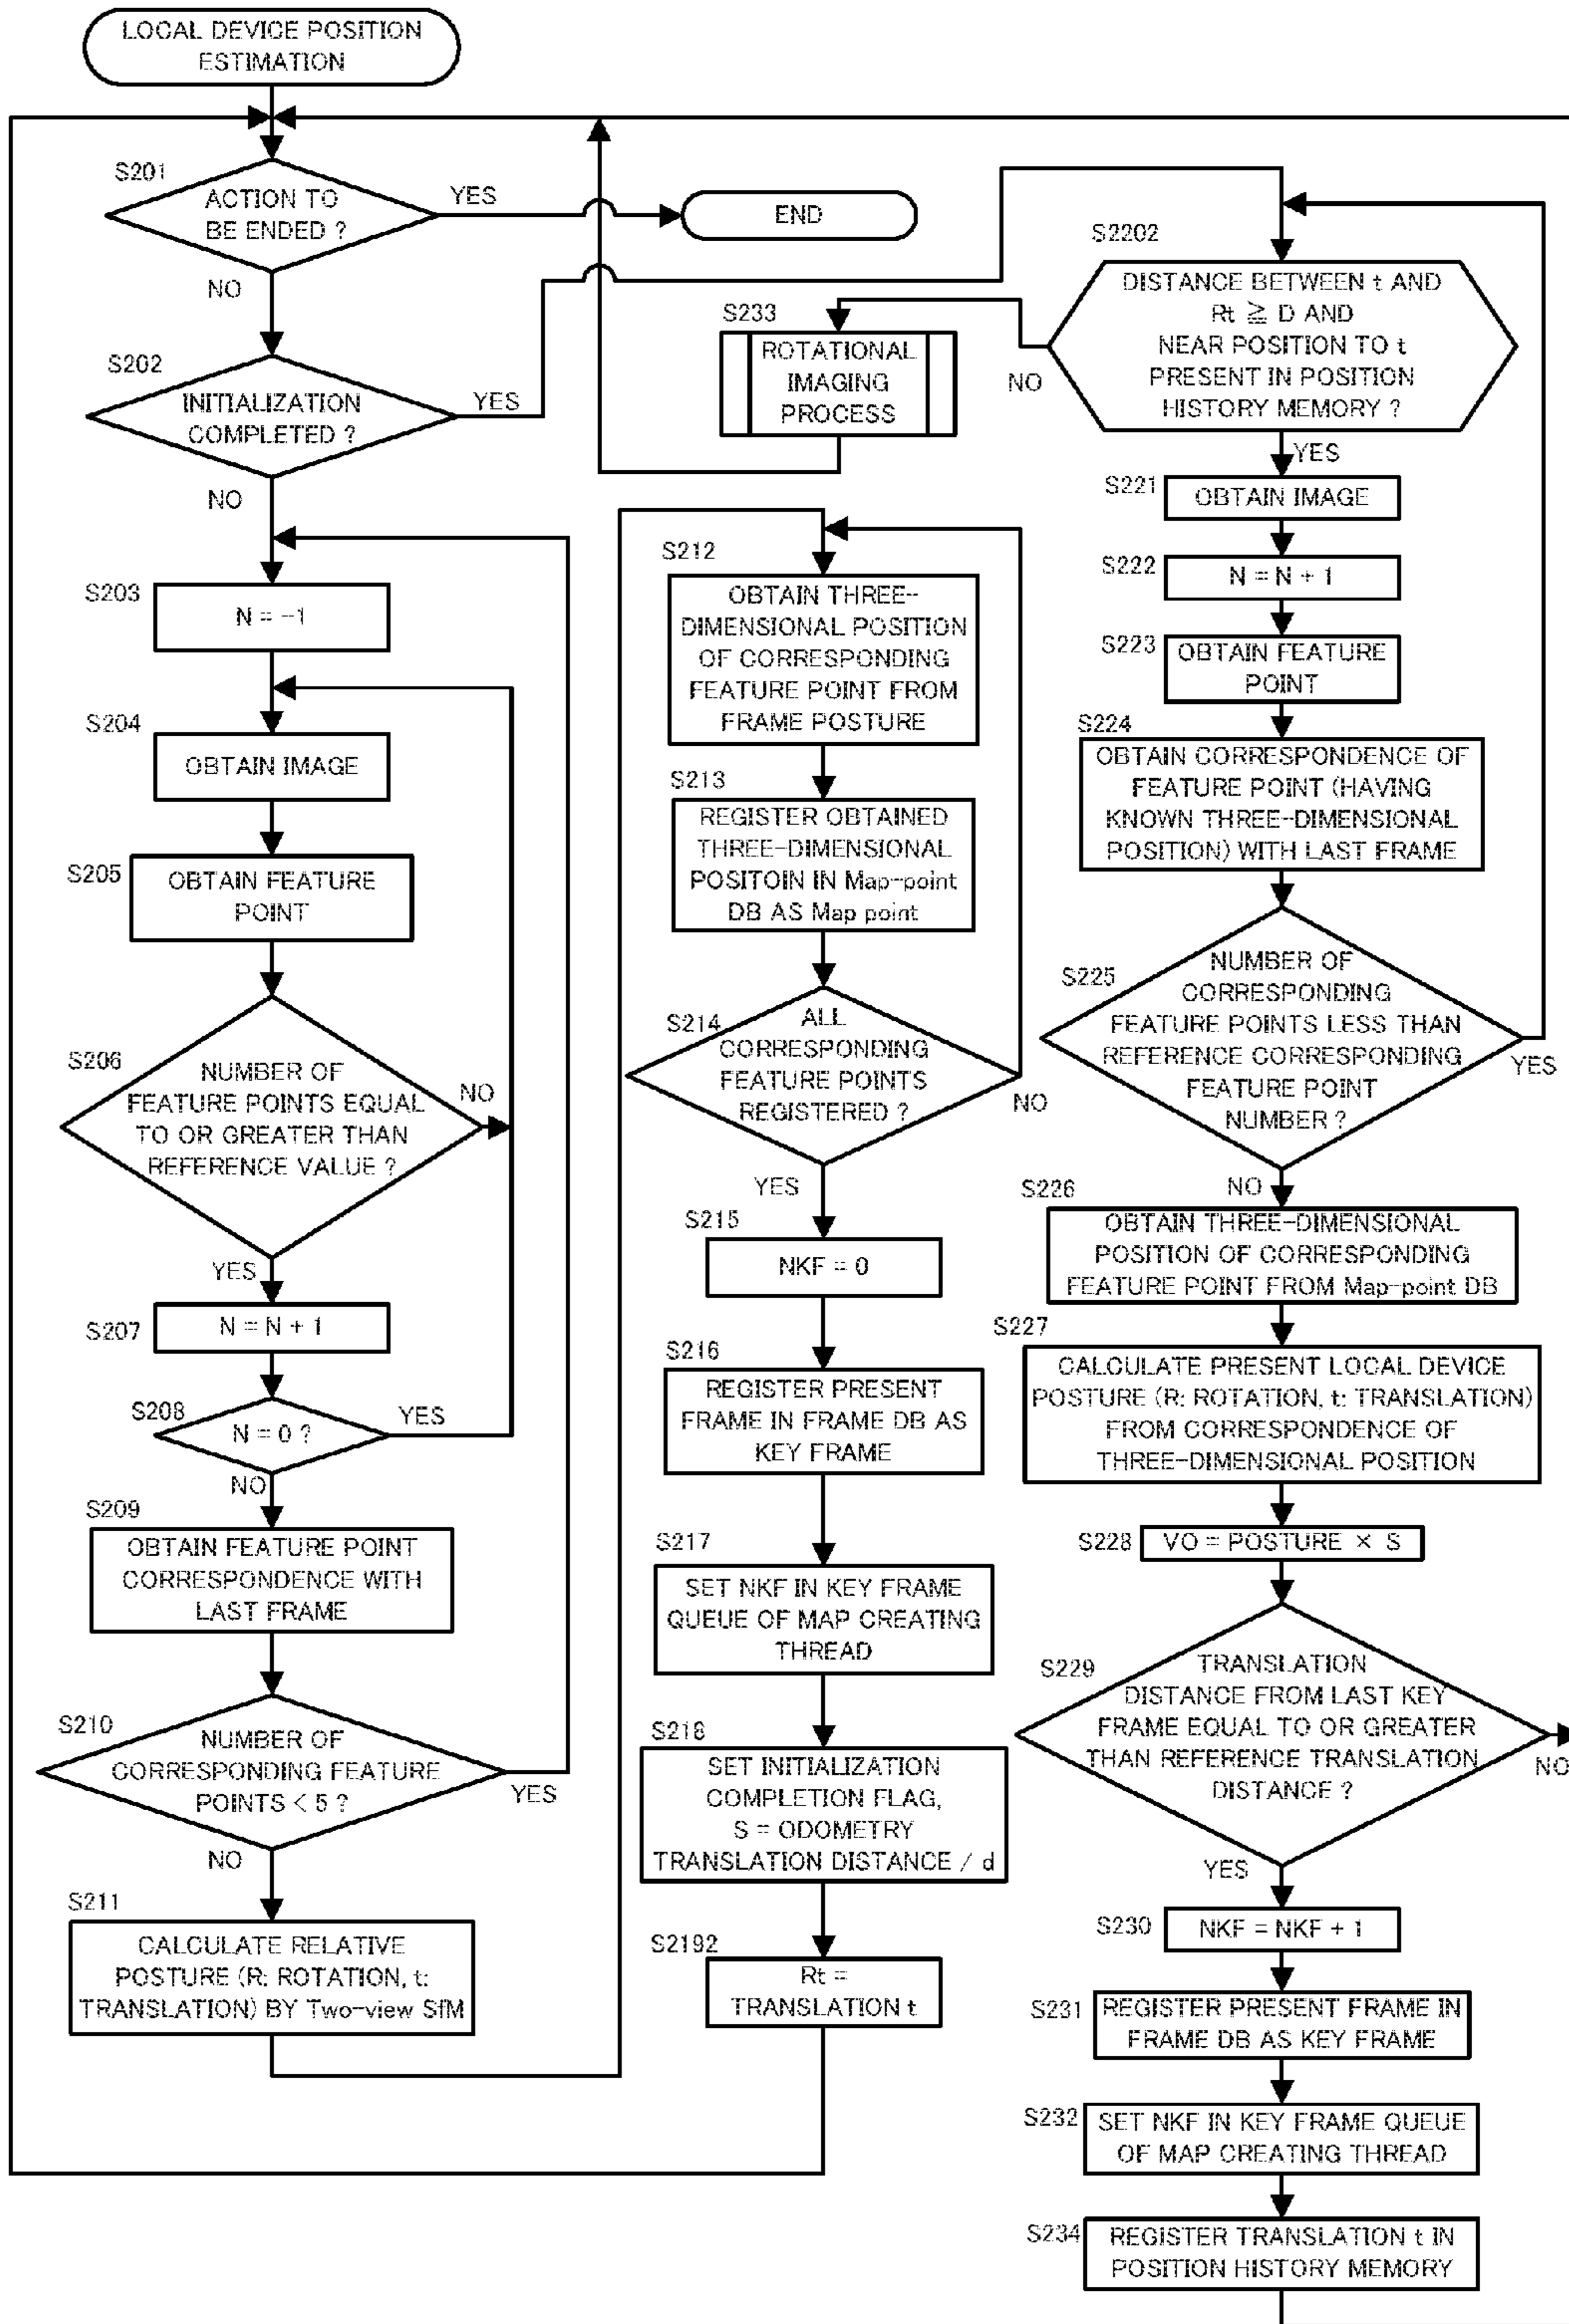 LOCAL DEVICE POSITION
ESTIMATION
S201
ACTION TO
BE ENDED ?
YES
END
NO
S202
INITIALIZATION
COMPLETED ?
YES
NO
S203
N = -1
S204
OBTAIN IMAGE
S205
OBTAIN FEATURE
POINT
S206
NUMBER OF
FEATURE POINTS EQUAL
TO OR GREATER THAN
REFERENCE VALUE ?
NO
YES
S207
N = N + 1
S208
N = 0 ?
YES
NO
S209
OBTAIN FEATURE POINT
CORRESPONDENCE WITH
LAST FRAME
S210
NUMBER OF
CORRESPONDING FEATURE
POINTS < 5 ?
YES
NO
S211
CALCULATE RELATIVE
POSTURE (R: ROTATION, t:
TRANSLATION) BY Two-view SfM
S212
OBTAIN THREE-
DIMENSIONAL POSITION
OF CORRESPONDING
FEATURE POINT FROM
FRAME POSTURE
S213
REGISTER OBTAINED
THREE-DIMENSIONAL
POSITOIN IN Map-point
DB AS Map point
S214
ALL
CORRESPONDING
FEATURE POINTS
REGISTERED ?
NO
YES
S215
NKF = 0
S216
REGISTER PRESENT
FRAME IN FRAME DB AS
KEY FRAME
S217
SET NKF IN KEY FRAME
QUEUE OF MAP CREATING
THREAD
S218
SET INITIALIZATION
COMPLETION FLAG,
S = ODOMETRY
TRANSLATION DISTANCE / d
S2192
Rt =
TRANSLATION t
S2202
DISTANCE BETWEEN t AND
Rt ≧ D AND
NEAR POSITION TO t
PRESENT IN POSITION
HISTORY MEMORY ?
NO
S233
ROTATIONAL
IMAGING
PROCESS
YES
S221
OBTAIN IMAGE
S222
N = N + 1
S223
OBTAIN FEATURE
POINT
S224
OBTAIN CORRESPONDENCE OF
FEATURE POINT (HAVING
KNOWN THREE-DIMENSIONAL
POSITION) WITH LAST FRAME
S225
NUMBER OF
CORRESPONDING
FEATURE POINTS LESS THAN
REFERENCE CORRESPONDING
FEATURE POINT
NUMBER ?
YES
NO
S226
OBTAIN THREE-DIMENSIONAL
POSITION OF CORRESPONDING
FEATURE POINT FROM Map-point DB
S227
CALCULATE PRESENT LOCAL DEVICE
POSTURE (R: ROTATION, t: TRANSLATION)
FROM CORRESPONDENCE OF
THREE-DIMENSIONAL POSITION
S228
VO = POSTURE × S
S229
TRANSLATION
DISTANCE FROM LAST KEY
FRAME EQUAL TO OR GREATER
THAN REFERENCE TRANSLATION
DISTANCE ?
NO
YES
S230
NKF = NKF + 1
S231
REGISTER PRESENT FRAME IN
FRAME DB AS KEY FRAME
S232
SET NKF IN KEY FRAME QUEUE
OF MAP CREATING THREAD
S234
REGISTER TRANSLATION t IN
POSITION HISTORY MEMORY